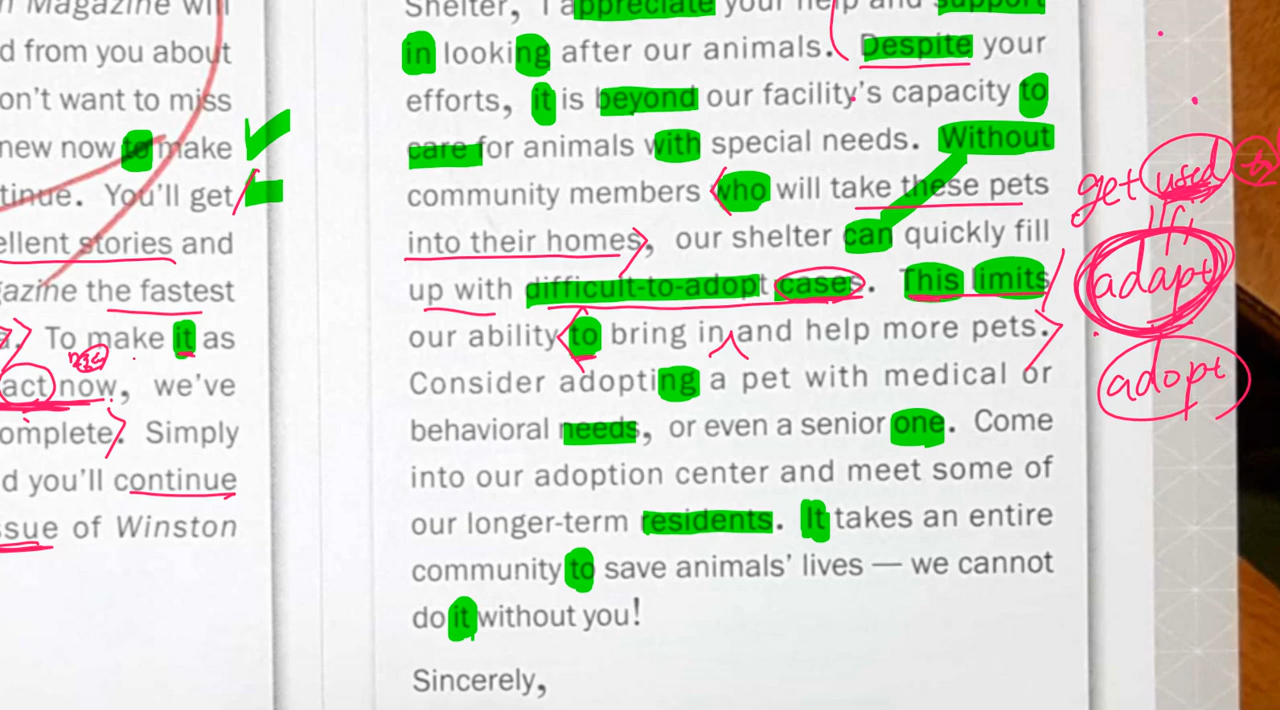 Magazine will
d from you about
on't want to miss
new now to make
tinue. You'll get
ellent stories and
gazine the fastest
To make it as
act now, we've
omplete. Simply
d you'll continue
ssue of Winston
Shelter, I appreciate your help and support
in looking after our animals. Despite your
efforts, it is beyond our facility's capacity to
care for animals with special needs. Without
community members who will take these pets
into their homes, our shelter can quickly fill
up with difficult-to-adopt cases. This limits
our ability to bring in and help more pets.
Consider adopting a pet with medical or
behavioral needs, or even a senior one. Come
into our adoption center and meet some of
our longer-term residents. It takes an entire
community to save animals' lives — we cannot
do it without you!
Sincerely,
get used to
adapt
adopt